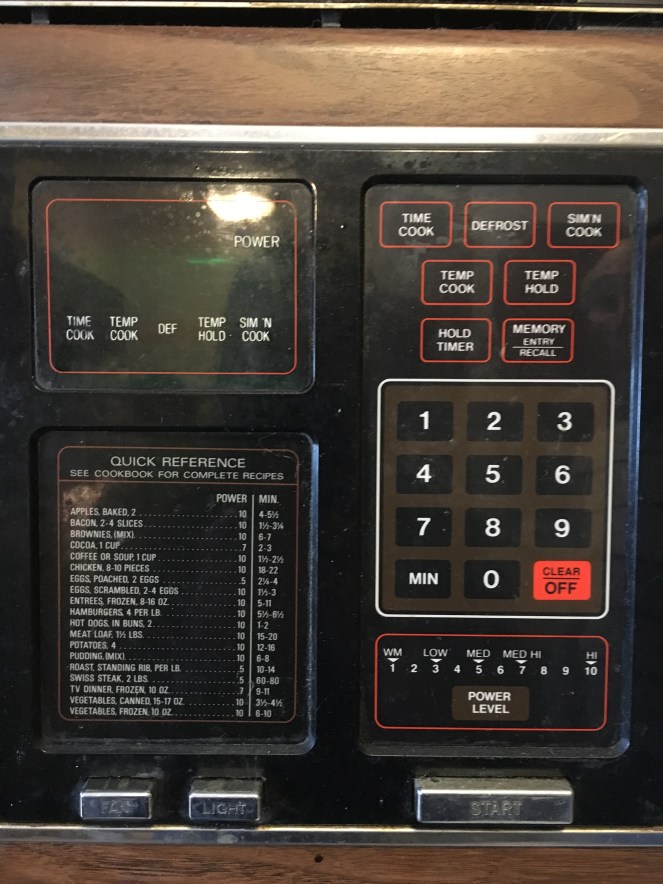 POWER
TIME COOK
TEMP COOK
DEF
TEMP HOLD
SIM'N COOK
TIME COOK
DEFROST
SIM'N COOK
TEMP COOK
TEMP HOLD
HOLD TIMER
MEMORY
ENTRY
RECALL
1 2 3
4 5 6
7 8 9
MIN 0 CLEAR OFF
WM LOW MED MED HI HI
1 2 3 4 5 6 7 8 9 10
POWER LEVEL
QUICK REFERENCE
SEE COOKBOOK FOR COMPLETE RECIPES
POWER MIN.
APPLES, BAKED, 2 10 4-5½
BACON, 2-4 SLICES 10 1½-3¼
BROWNIES, (MIX) 10 6-7
COCOA, 1 CUP 7 2-3
COFFEE OR SOUP, 1 CUP 10 1½-2½
CHICKEN, 8-10 PIECES 10 18-22
EGGS, POACHED, 2 EGGS 5 2¼-4
EGGS, SCRAMBLED, 2-4 EGGS 10 1½-3
ENTREES, FROZEN, 8-16 OZ. 10 5-11
HAMBURGERS, 4 PER LB. 10 5½-6½
HOT DOGS, IN BUNS, 2 10 1-2
MEAT LOAF, 1½ LBS. 10 15-20
POTATOES, 4 10 12-16
PUDDING, (MIX) 10 6-8
ROAST, STANDING RIB, PER LB. 5 10-14
SWISS STEAK, 2 LBS. 5 60-80
TV DINNER, FROZEN, 10 OZ. 7 9-11
VEGETABLES, CANNED, 15-17 OZ. 10 3½-4½
VEGETABLES, FROZEN, 10 OZ. 10 6-10
FAN
LIGHT
START